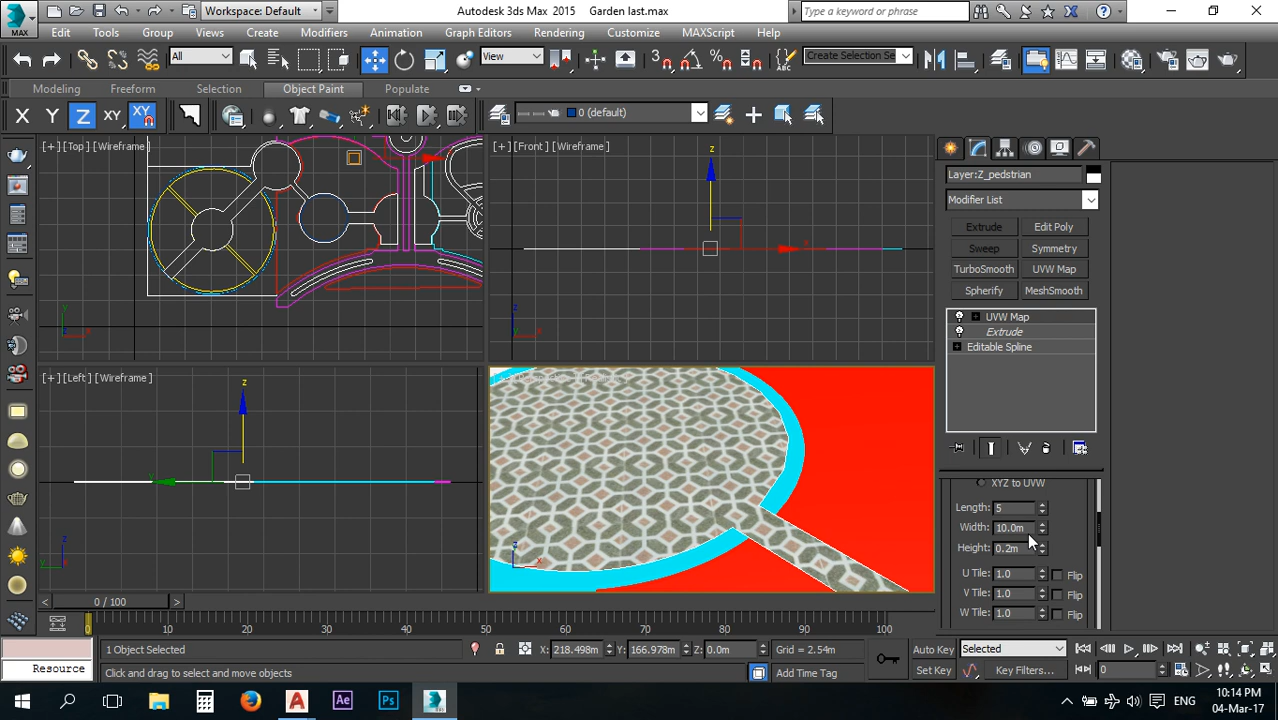 MAX
Workspace: Default
Autodesk 3ds Max 2015 Garden last.max
Type a keyword or phrase
Edit Tools Group Views Create Modifiers Animation Graph Editors Rendering Customize MAXScript Help
All
View
Create Selection Se
Modeling Freeform Selection Object Paint Populate
X Y Z XY XY
0 (default)
[+] [Top] [Wireframe]
[+] [Front] [Wireframe]
Layer:Z_pedstrian
Modifier List
Extrude Edit Poly
Sweep Symmetry
TurboSmooth UVW Map
Spherify MeshSmooth
UVW Map
Extrude
Editable Spline
[+] [Left] [Wireframe]
XYZ to UVW
Length: 5
Width: 10.0m
Height: 0.2m
U Tile: 1.0 Flip
V Tile: 1.0 Flip
W Tile: 1.0 Flip
0 / 100
0 10 20 30 40 50 60 70 80 90 100
1 Object Selected
X: 218.498m Y: 166.978m Z: 0.0m Grid = 2.54m
Auto Key Selected
Resource
Click and drag to select and move objects
Add Time Tag
Set Key Key Filters...
0
ENG
10:14 PM
04-Mar-17